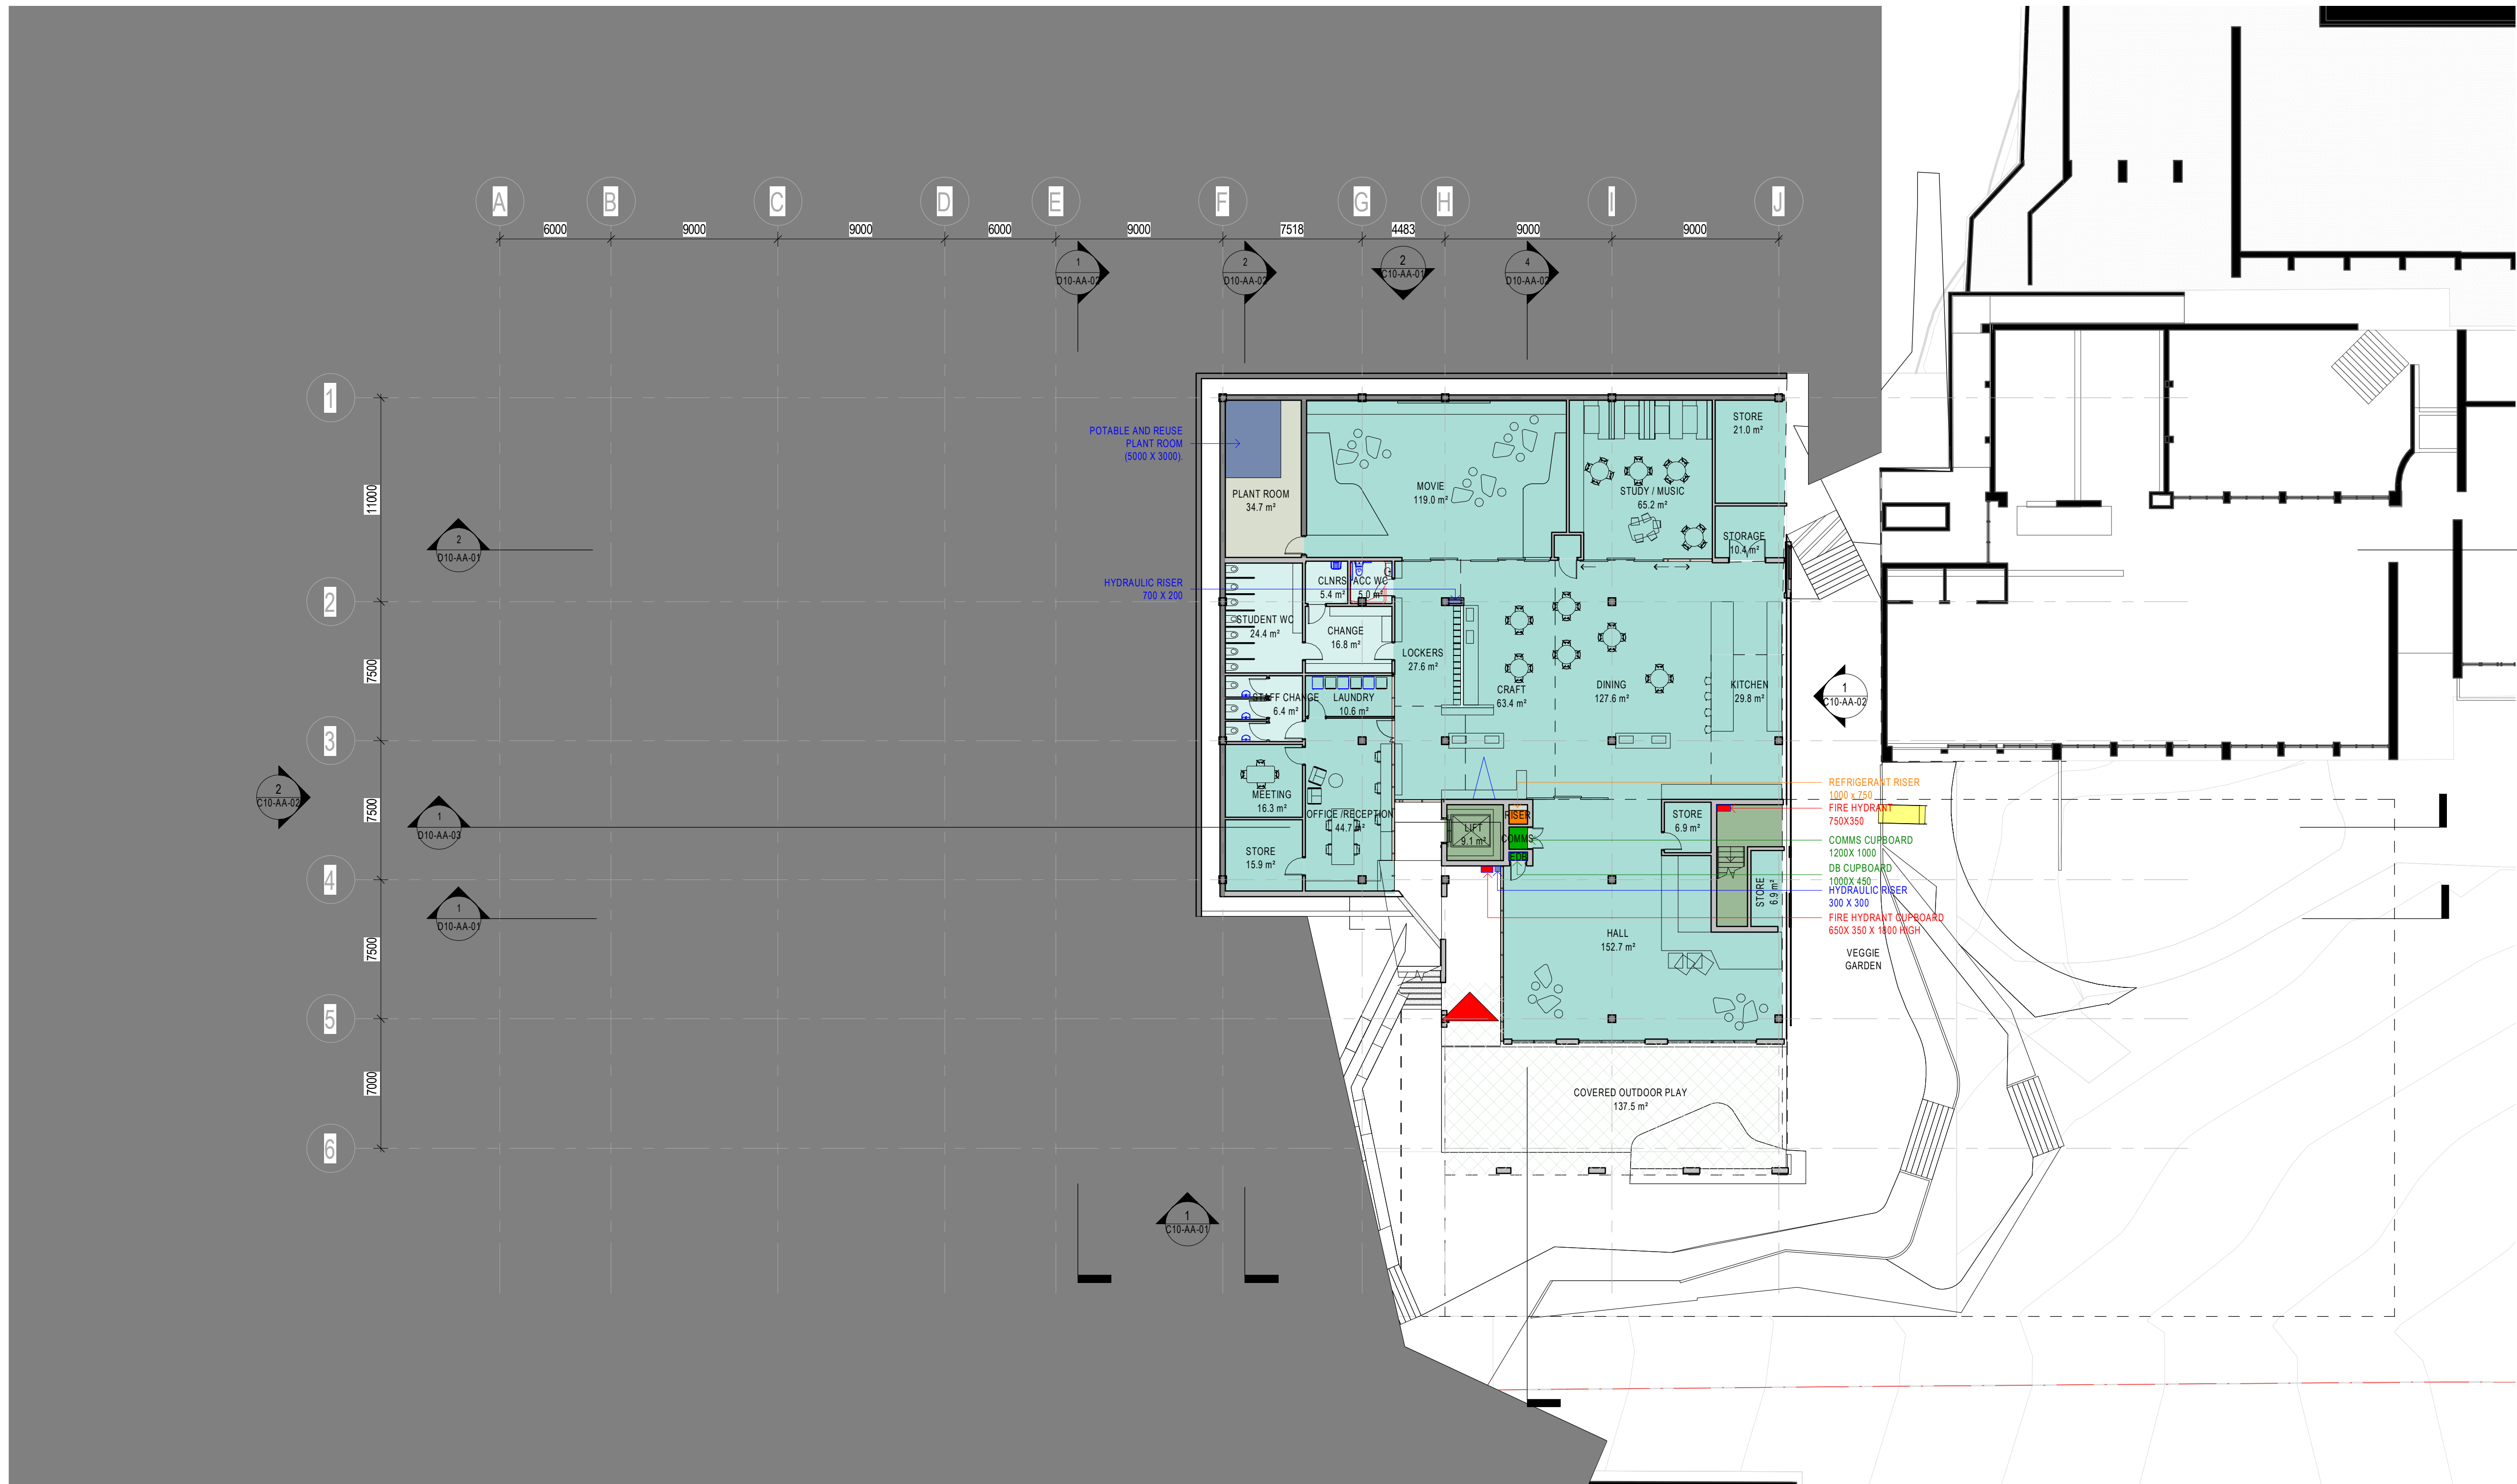 A
B
C
D
E
F
G
H
I
J
6000
9000
9000
6000
9000
7518
4483
9000
9000
1
D10-AA-02
2
D10-AA-02
2
C10-AA-01
4
D10-AA-02
1
2
3
4
5
6
11000
7500
7500
7500
7000
2
D10-AA-01
2
C10-AA-02
1
D10-AA-03
1
D10-AA-01
1
C10-AA-01
1
C10-AA-02
POTABLE AND REUSE
PLANT ROOM
(5000 X 3000).
HYDRAULIC RISER
700 X 200
PLANT ROOM
34.7 m²
MOVIE
119.0 m²
STUDY / MUSIC
65.2 m²
STORE
21.0 m²
STORAGE
10.4 m²
CLNRS
5.4 m²
ACC WC
5.0 m²
STUDENT WC
24.4 m²
CHANGE
16.8 m²
LOCKERS
27.6 m²
STAFF CHANGE
6.4 m²
LAUNDRY
10.6 m²
CRAFT
63.4 m²
DINING
127.6 m²
KITCHEN
29.8 m²
MEETING
16.3 m²
OFFICE /RECEPTION
44.7 m²
STORE
15.9 m²
LIFT
9.1 m²
RISER
COMMS
EDB
STORE
6.9 m²
STORE
6.9 m²
HALL
152.7 m²
REFRIGERANT RISER
1000 x 750
FIRE HYDRANT
750X350
COMMS CUPBOARD
1200X 1000
DB CUPBOARD
1000X 450
HYDRAULIC RISER
300 X 300
FIRE HYDRANT CUPBOARD
650X 350 X 1800 HIGH
VEGGIE
GARDEN
COVERED OUTDOOR PLAY
137.5 m²